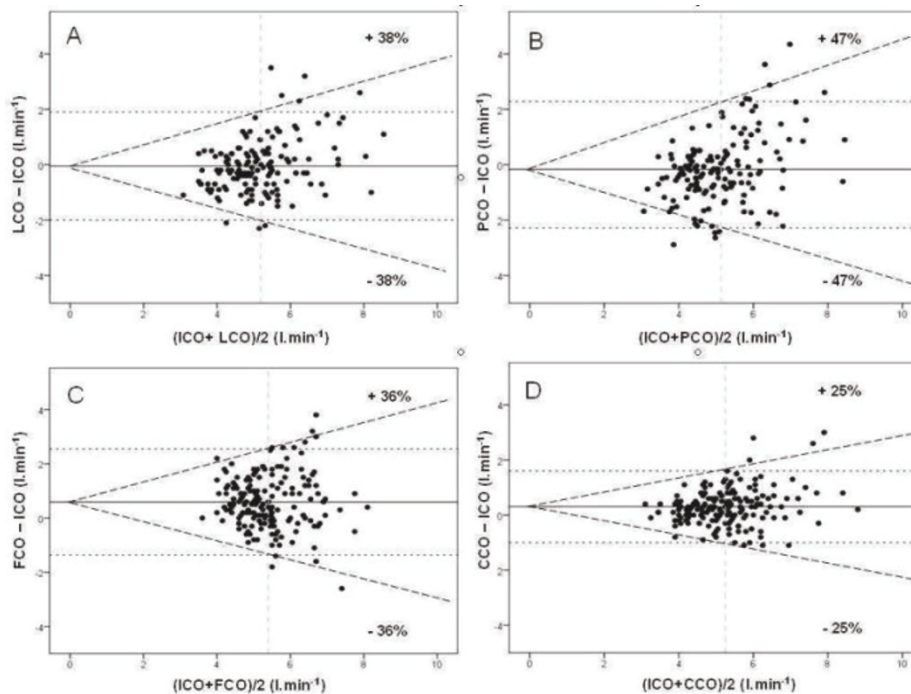 A
+ 38%
4
2
0
-2
-4
LCO – ICO (l.min⁻¹)
- 38%
0 2 4 6 8 10
(ICO+ LCO)/2 (l.min⁻¹)
B
+ 47%
4
2
0
-2
-4
PCO – ICO (l.min⁻¹)
- 47%
0 2 4 6 8 10
(ICO+PCO)/2 (l.min⁻¹)
C
+ 36%
4
2
0
-2
-4
FCO – ICO (l.min⁻¹)
- 36%
0 2 4 6 8 10
(ICO+FCO)/2 (l.min⁻¹)
D
+ 25%
4
2
0
-2
-4
CCO – ICO (l.min⁻¹)
- 25%
0 2 4 6 8 10
(ICO+CCO)/2 (l.min⁻¹)